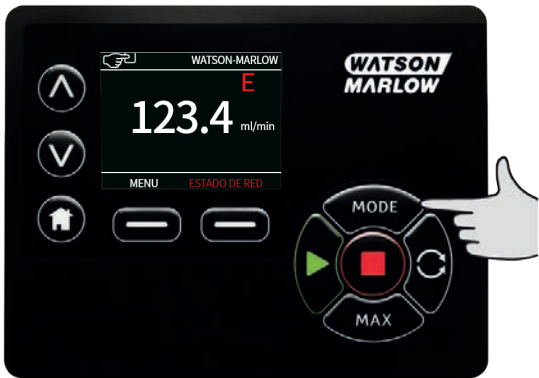 WATSON-MARLOW
E
123.4 ml/min
MENU ESTADO DE RED
WATSON
MARLOW
MODE
MAX